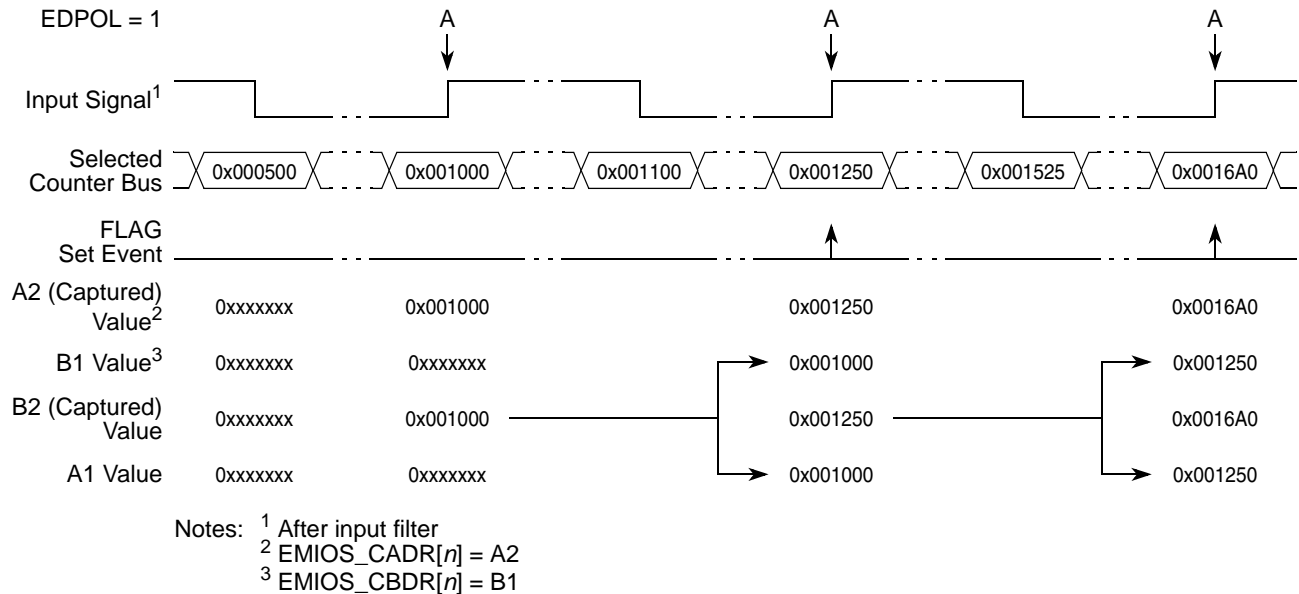 EDPOL = 1 A A A
Input Signal1
Selected
Counter Bus
0x000500 0x001000 0x001100 0x001250 0x001525 0x0016A0
FLAG
Set Event
A2 (Captured)
Value2
0xxxxxxx 0x001000 0x001250 0x0016A0
B1 Value3 0xxxxxxx 0xxxxxxx 0x001000 0x001250
B2 (Captured)
Value
0xxxxxxx 0x001000 0x001250 0x0016A0
A1 Value 0xxxxxxx 0xxxxxxx 0x001000 0x001250
Notes: 1 After input filter
2 EMIOS_CADR[n] = A2
3 EMIOS_CBDR[n] = B1